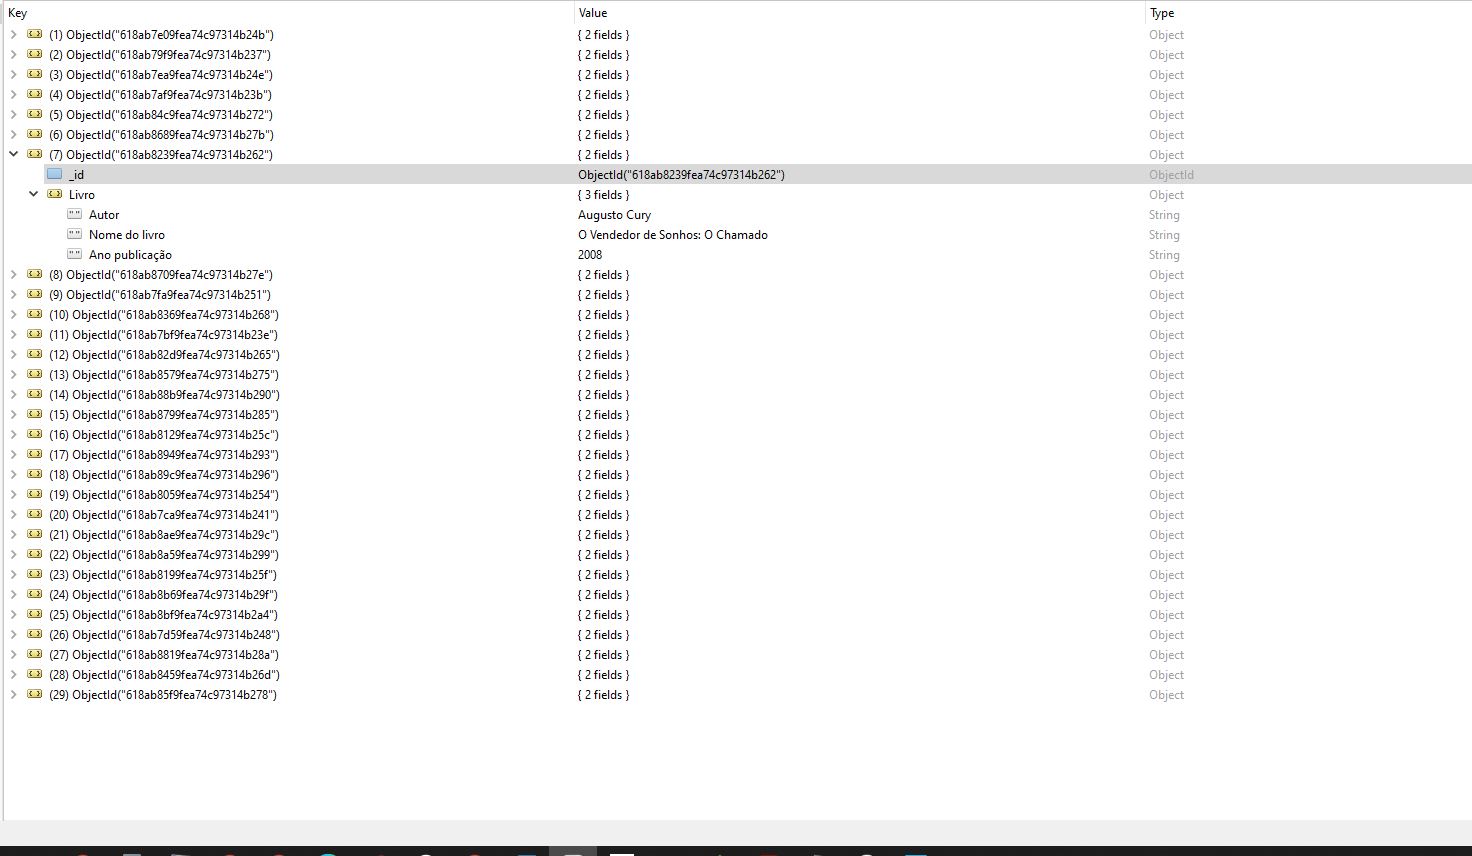 Key Value Type
(1) ObjectId("618ab7e09fea74c97314b24b") { 2 fields } Object
(2) ObjectId("618ab79f9fea74c97314b237") { 2 fields } Object
(3) ObjectId("618ab7ea9fea74c97314b24e") { 2 fields } Object
(4) ObjectId("618ab7af9fea74c97314b23b") { 2 fields } Object
(5) ObjectId("618ab84c9fea74c97314b272") { 2 fields } Object
(6) ObjectId("618ab8689fea74c97314b27b") { 2 fields } Object
(7) ObjectId("618ab8239fea74c97314b262") { 2 fields } Object
_id ObjectId("618ab8239fea74c97314b262") ObjectId
Livro { 3 fields } Object
Autor Augusto Cury String
Nome do livro O Vendedor de Sonhos: O Chamado String
Ano publicação 2008 String
(8) ObjectId("618ab8709fea74c97314b27e") { 2 fields } Object
(9) ObjectId("618ab7fa9fea74c97314b251") { 2 fields } Object
(10) ObjectId("618ab8369fea74c97314b268") { 2 fields } Object
(11) ObjectId("618ab7bf9fea74c97314b23e") { 2 fields } Object
(12) ObjectId("618ab82d9fea74c97314b265") { 2 fields } Object
(13) ObjectId("618ab8579fea74c97314b275") { 2 fields } Object
(14) ObjectId("618ab88b9fea74c97314b290") { 2 fields } Object
(15) ObjectId("618ab8799fea74c97314b285") { 2 fields } Object
(16) ObjectId("618ab8129fea74c97314b25c") { 2 fields } Object
(17) ObjectId("618ab8949fea74c97314b293") { 2 fields } Object
(18) ObjectId("618ab89c9fea74c97314b296") { 2 fields } Object
(19) ObjectId("618ab8059fea74c97314b254") { 2 fields } Object
(20) ObjectId("618ab7ca9fea74c97314b241") { 2 fields } Object
(21) ObjectId("618ab8ae9fea74c97314b29c") { 2 fields } Object
(22) ObjectId("618ab8a59fea74c97314b299") { 2 fields } Object
(23) ObjectId("618ab8199fea74c97314b25f") { 2 fields } Object
(24) ObjectId("618ab8b69fea74c97314b29f") { 2 fields } Object
(25) ObjectId("618ab8bf9fea74c97314b2a4") { 2 fields } Object
(26) ObjectId("618ab7d59fea74c97314b248") { 2 fields } Object
(27) ObjectId("618ab8819fea74c97314b28a") { 2 fields } Object
(28) ObjectId("618ab8459fea74c97314b26d") { 2 fields } Object
(29) ObjectId("618ab85f9fea74c97314b278") { 2 fields } Object